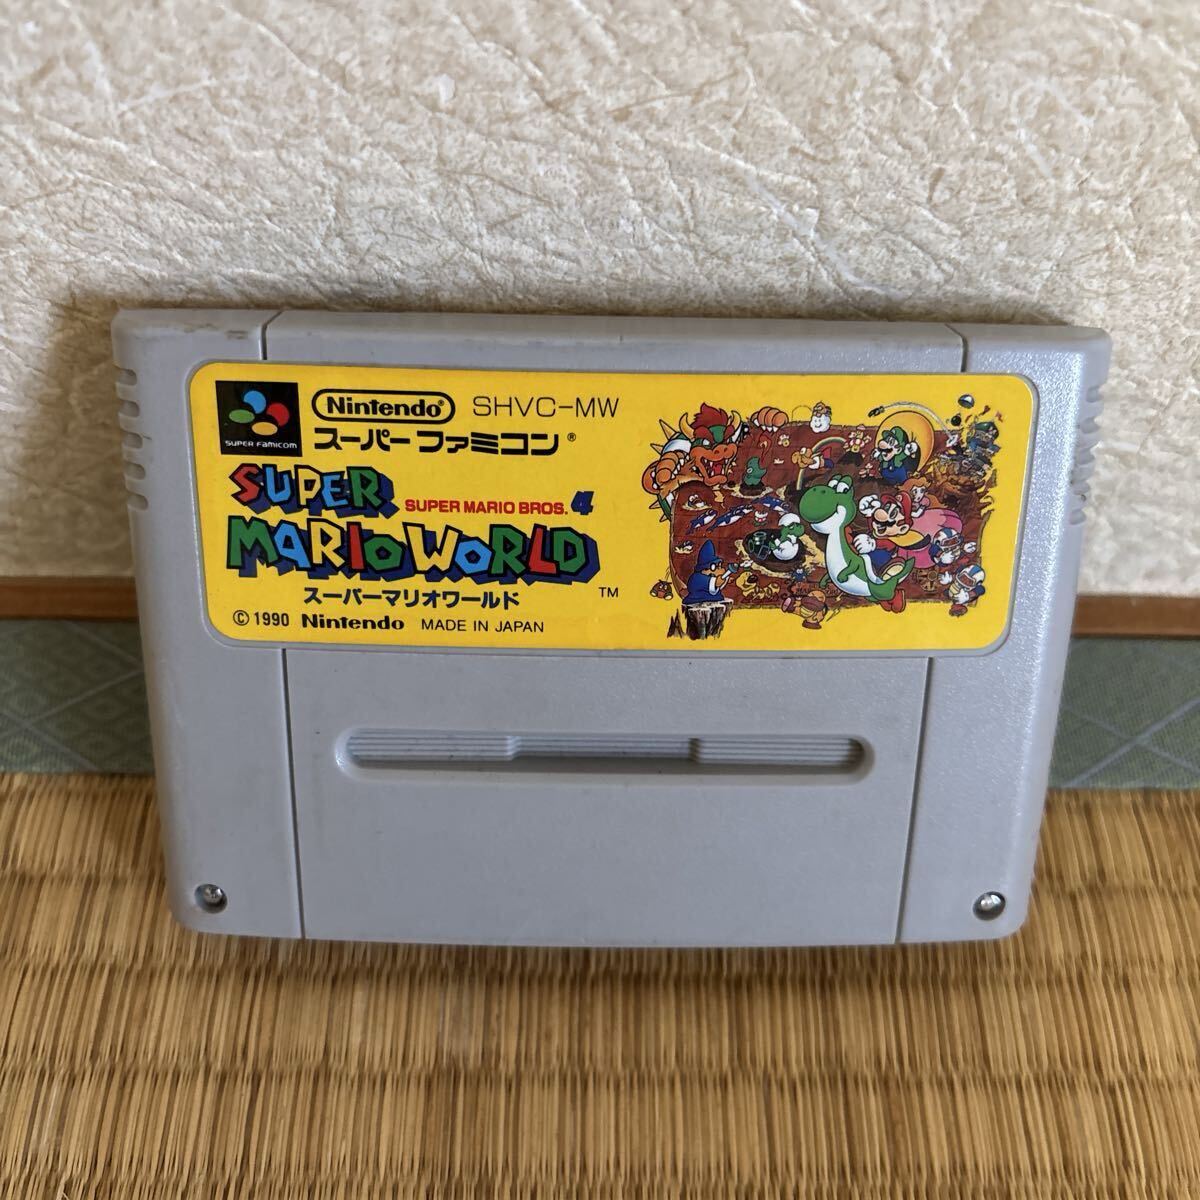 SUPER FAMICOM
Nintendo® SHVC-MW
スーパーファミコン®
SUPER
SUPER MARIO BROS. 4
MARIO WORLD ™
スーパーマリオワールド
© 1990 Nintendo MADE IN JAPAN